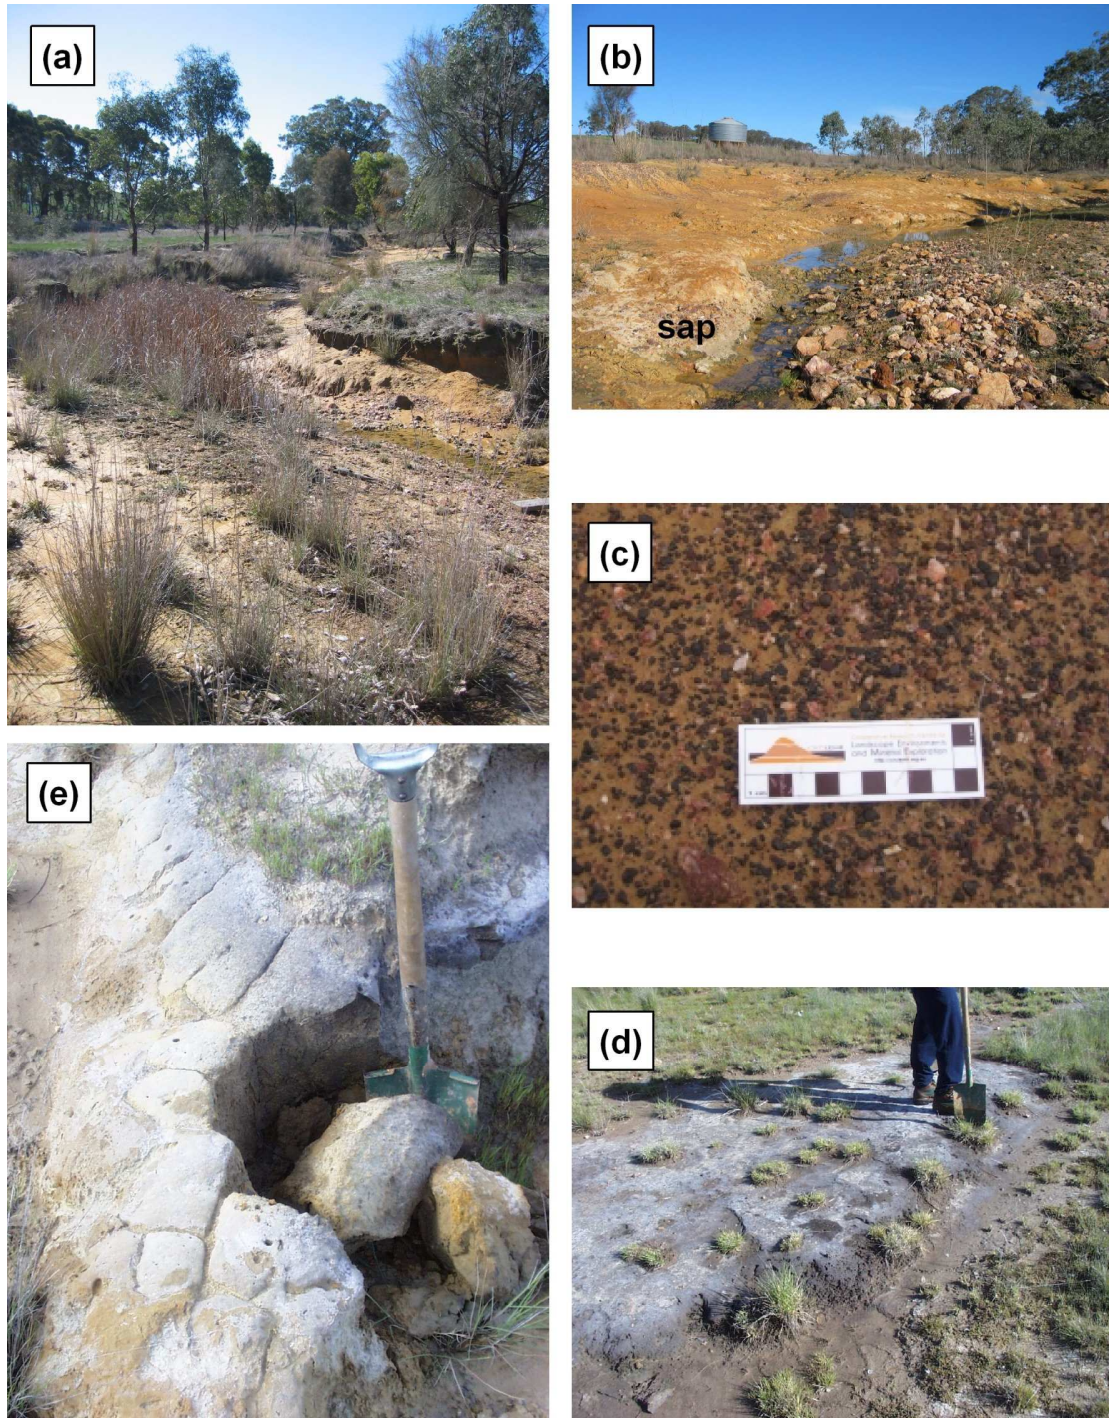 (a)
(b)
sap
(c)
Landscape Environments
and Mineral Exploration
(e)
(d)